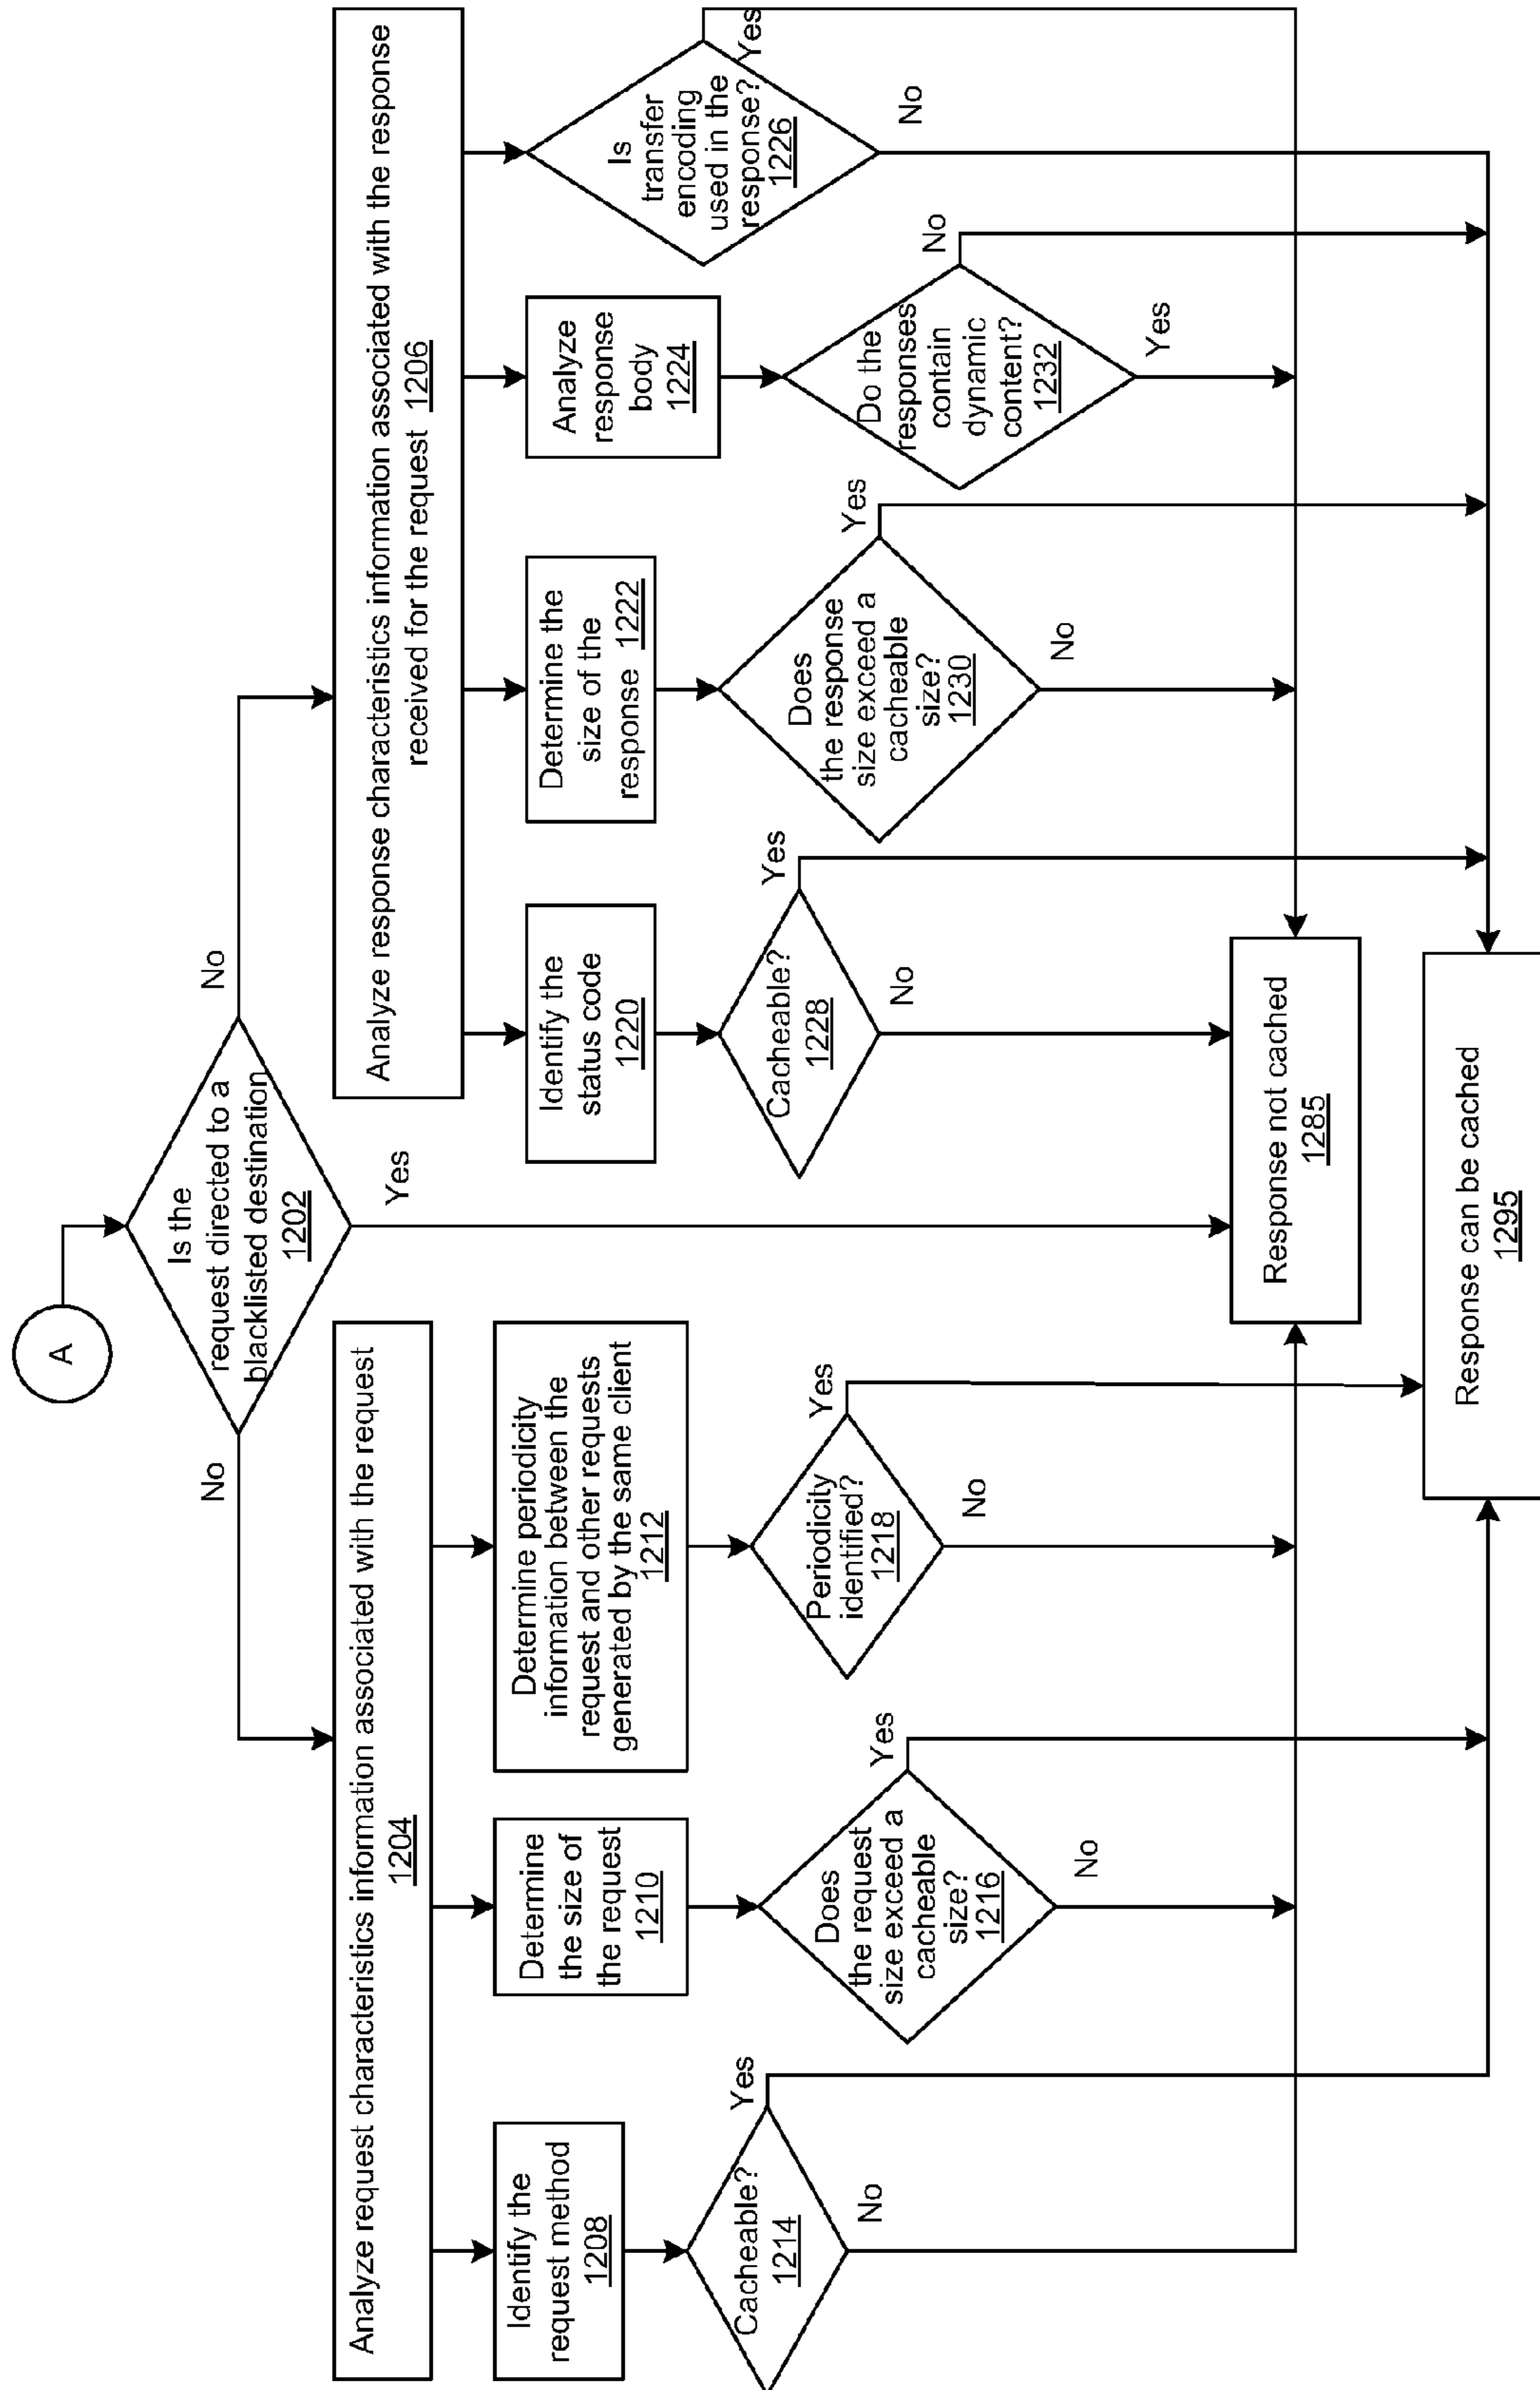 A
Is the
request directed to a
blacklisted destination
1202
No
No
Yes
Analyze request characteristics information associated with the request
1204
Analyze response characteristics information associated with the response
received for the request 1206
Identify the
request method
1208
Determine
the size of
the request
1210
Determine periodicity
information between the
request and other requests
generated by the same client
1212
Identify the
status code
1220
Determine the
size of the
response 1222
Analyze
response
body
1224
Is
transfer
encoding
used in the
response?
1226
Yes
No
Cacheable?
1214
Yes
No
Does
the request
size exceed a
cacheable
size?
1216
Yes
No
Periodicity
identified?
1218
Yes
No
Cacheable?
1228
Yes
No
Does
the response
size exceed a
cacheable
size?
1230
Yes
No
Do the
responses
contain
dynamic
content?
1232
No
Yes
Response not cached
1285
Response can be cached
1295